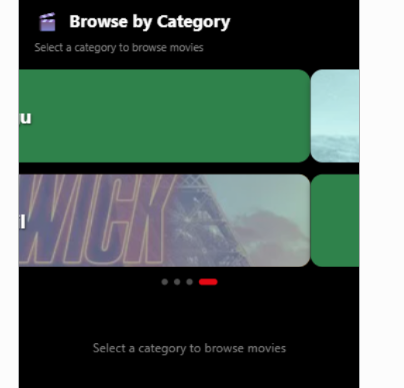 Browse by Category
Select a category to browse movies
u
l
WICK
Select a category to browse movies